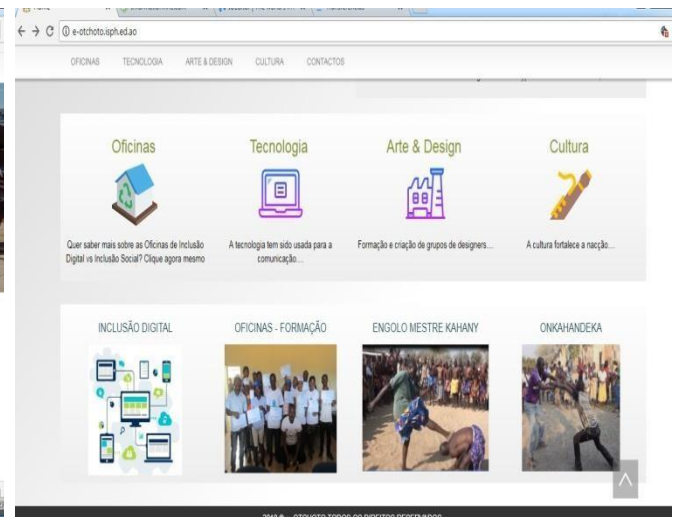 e-otchoto.isph.ed.ao
OFICINAS TECNOLOGIA ARTE & DESIGN CULTURA CONTACTOS
Oficinas
Quer saber mais sobre as Oficinas de Inclusão
Digital vs Inclusão Social? Clique agora mesmo
Tecnologia
A tecnologia tem sido usada para a
comunicação....
Arte & Design
Formação e criação de grupos de designers....
Cultura
A cultura fortalece a nacção....
INCLUSÃO DIGITAL
OFICINAS - FORMAÇÃO
ENGOLO MESTRE KAHANY
ONKAHANDEKA